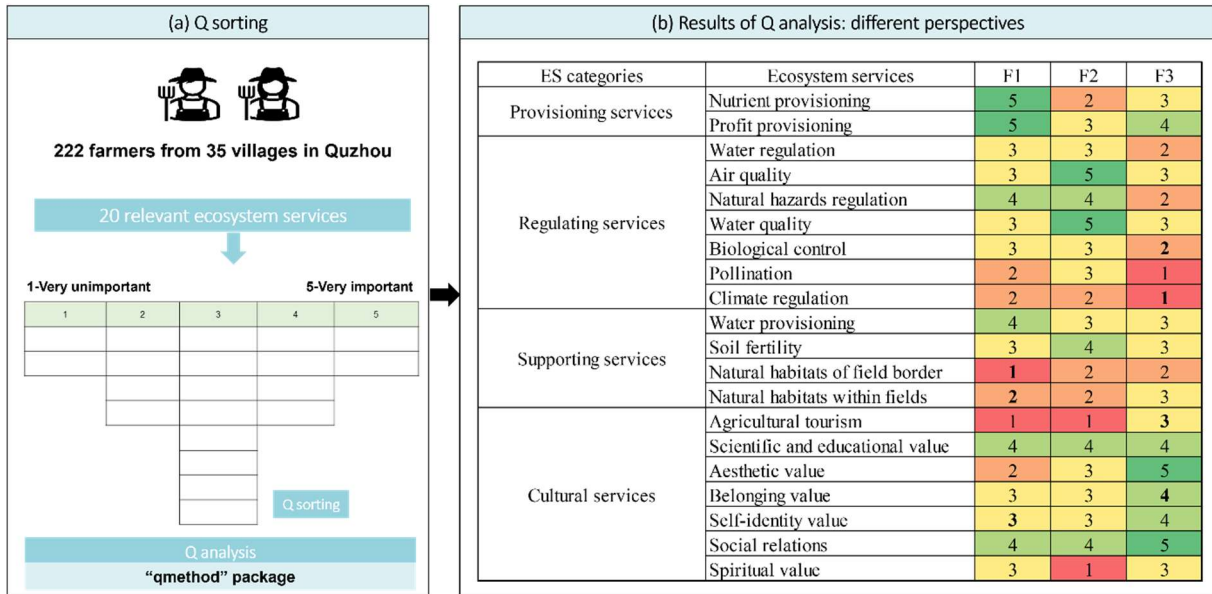 (a) Q sorting
222 farmers from 35 villages in Quzhou
20 relevant ecosystem services
1-Very unimportant 5-Very important
1 2 3 4 5
Q sorting
Q analysis
“qmethod” package
(b) Results of Q analysis: different perspectives
ES categories Ecosystem services F1 F2 F3
Provisioning services
Nutrient provisioning 5 2 3
Profit provisioning 5 3 4
Regulating services
Water regulation 3 3 2
Air quality 3 5 3
Natural hazards regulation 4 4 2
Water quality 3 5 3
Biological control 3 3 2
Pollination 2 3 1
Climate regulation 2 2 1
Supporting services
Water provisioning 4 3 3
Soil fertility 3 4 3
Natural habitats of field border 1 2 2
Natural habitats within fields 2 2 3
Cultural services
Agricultural tourism 1 1 3
Scientific and educational value 4 4 4
Aesthetic value 2 3 5
Belonging value 3 3 4
Self-identity value 3 3 4
Social relations 4 4 5
Spiritual value 3 1 3